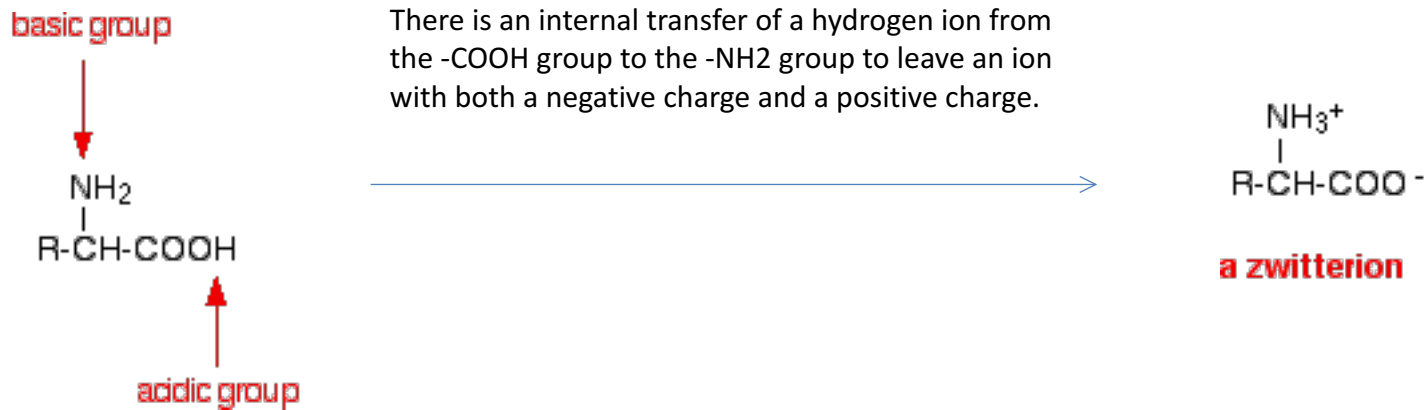 basic group
There is an internal transfer of a hydrogen ion from
the -COOH group to the -NH2 group to leave an ion
with both a negative charge and a positive charge.
NH₂
R-CH-COOH
acidic group
NH₃⁺
R-CH-COO⁻
a zwitterion